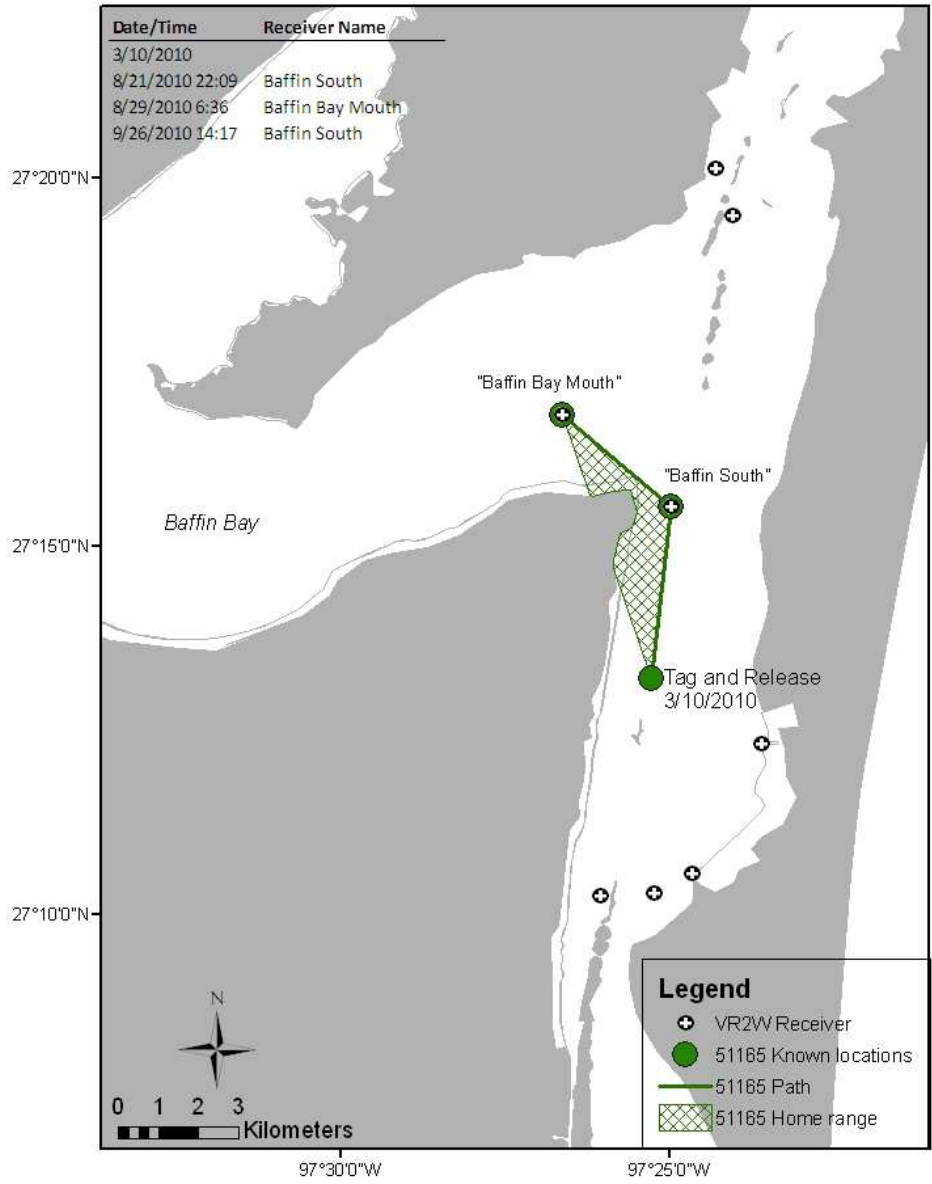 Date/Time Receiver Name
3/10/2010
8/21/2010 22:09 Baffin South
8/29/2010 6:36 Baffin Bay Mouth
9/26/2010 14:17 Baffin South
27°20'0"N
"Baffin Bay Mouth"
"Baffin South"
Baffin Bay
27°15'0"N
Tag and Release
3/10/2010
27°10'0"N
Legend
VR2W Receiver
51165 Known locations
51165 Path
51165 Home range
N
0 1 2 3
Kilometers
97°30'0"W 97°25'0"W